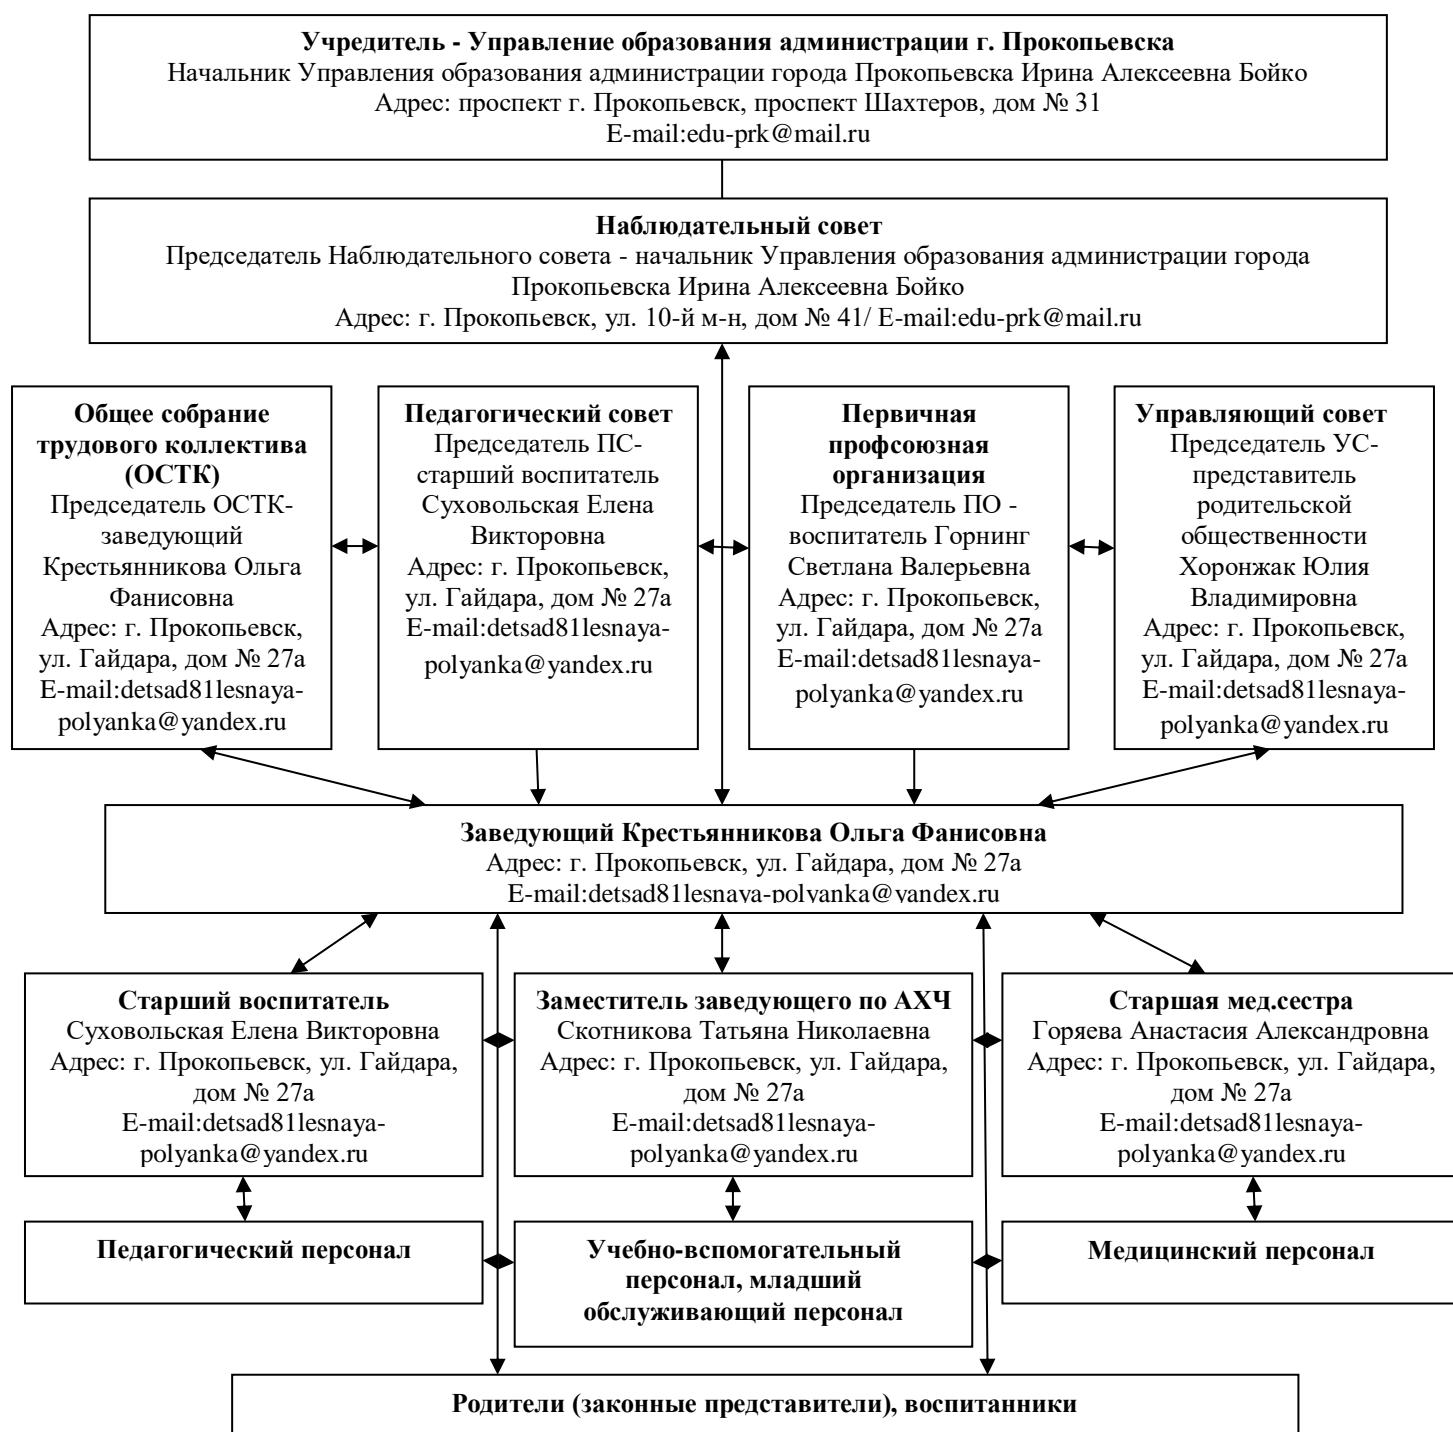 Учредитель - Управление образования администрации г. Прокопьевска
Начальник Управления образования администрации города Прокопьевска Ирина Алексеевна Бойко
Адрес: проспект г. Прокопьевск, проспект Шахтеров, дом № 31
E-mail:edu-prk@mail.ru
Наблюдательный совет
Председатель Наблюдательного совета - начальник Управления образования администрации города
Прокопьевска Ирина Алексеевна Бойко
Адрес: г. Прокопьевск, ул. 10-й м-н, дом № 41/ E-mail:edu-prk@mail.ru
Общее собрание
трудового коллектива
(ОСТК)
Председатель ОСТК-
заведующий
Крестьянникова Ольга
Фанисовна
Адрес: г. Прокопьевск,
ул. Гайдара, дом № 27а
E-mail:detsad81lesnaya-
polyanka@yandex.ru
Педагогический совет
Председатель ПС-
старший воспитатель
Суховольская Елена
Викторовна
Адрес: г. Прокопьевск,
ул. Гайдара, дом № 27а
E-mail:detsad81lesnaya-
polyanka@yandex.ru
Первичная
профсоюзная
организация
Председатель ПО -
воспитатель Горнинг
Светлана Валерьевна
Адрес: г. Прокопьевск,
ул. Гайдара, дом № 27а
E-mail:detsad81lesnaya-
polyanka@yandex.ru
Управляющий совет
Председатель УС-
представитель
родительской
общественности
Хоронжак Юлия
Владимировна
Адрес: г. Прокопьевск,
ул. Гайдара, дом № 27а
E-mail:detsad81lesnaya-
polyanka@yandex.ru
Заведующий Крестьянникова Ольга Фанисовна
Адрес: г. Прокопьевск, ул. Гайдара, дом № 27а
E-mail:detsad81lesnaya-polyanka@yandex.ru
Старший воспитатель
Суховольская Елена Викторовна
Адрес: г. Прокопьевск, ул. Гайдара,
дом № 27а
E-mail:detsad81lesnaya-
polyanka@yandex.ru
Заместитель заведующего по АХЧ
Скотникова Татьяна Николаевна
Адрес: г. Прокопьевск, ул. Гайдара,
дом № 27а
E-mail:detsad81lesnaya-
polyanka@yandex.ru
Старшая мед.сестра
Горяева Анастасия Александровна
Адрес: г. Прокопьевск, ул. Гайдара,
дом № 27а
E-mail:detsad81lesnaya-
polyanka@yandex.ru
Педагогический персонал
Учебно-вспомогательный
персонал, младший
обслуживающий персонал
Медицинский персонал
Родители (законные представители), воспитанники